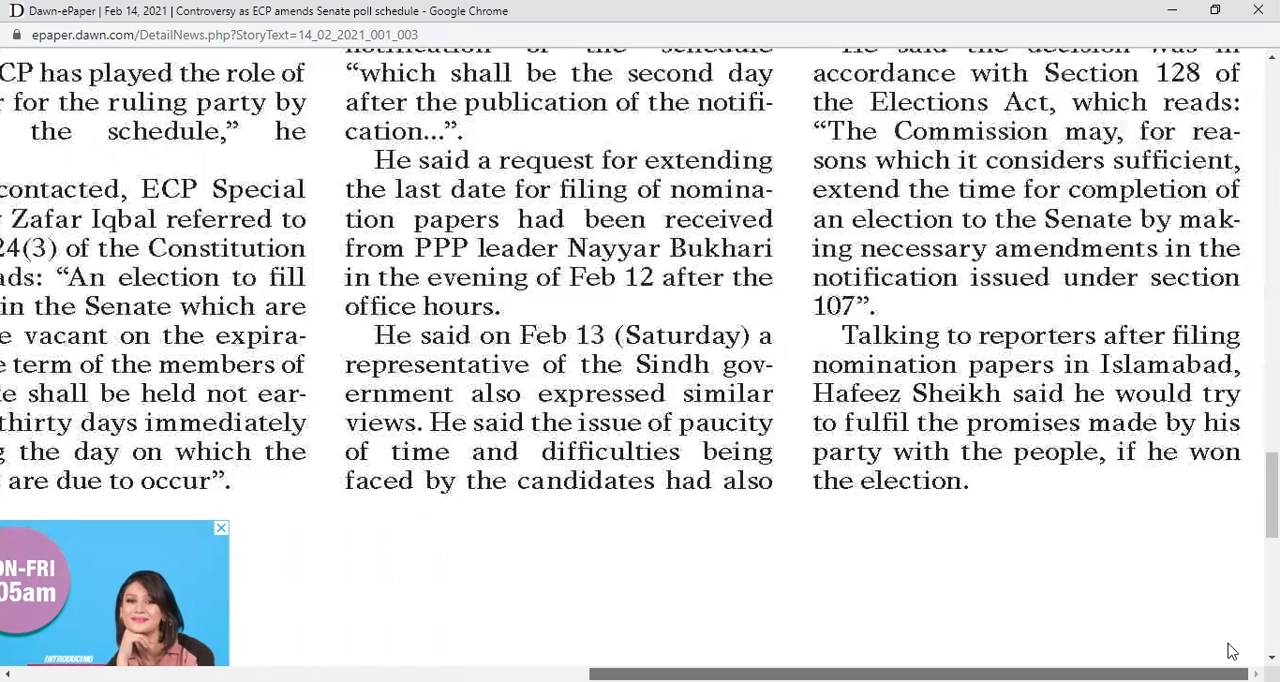 Dawn-ePaper | Feb 14, 2021 | Controversy as ECP amends Senate poll schedule - Google Chrome
epaper.dawn.com/DetailNews.php?StoryText=14_02_2021_001_003
CP has played the role of
for the ruling party by
the schedule,” he
contacted, ECP Special
Zafar Iqbal referred to
24(3) of the Constitution
ads: “An election to fill
in the Senate which are
e vacant on the expira-
e term of the members of
te shall be held not ear-
thirty days immediately
g the day on which the
are due to occur”.
notification of the schedule
“which shall be the second day
after the publication of the notifi-
cation...”.
He said a request for extending
the last date for filing of nomina-
tion papers had been received
from PPP leader Nayyar Bukhari
in the evening of Feb 12 after the
office hours.
He said on Feb 13 (Saturday) a
representative of the Sindh gov-
ernment also expressed similar
views. He said the issue of paucity
of time and difficulties being
faced by the candidates had also
He said the decision was in
accordance with Section 128 of
the Elections Act, which reads:
“The Commission may, for rea-
sons which it considers sufficient,
extend the time for completion of
an election to the Senate by mak-
ing necessary amendments in the
notification issued under section
107”.
Talking to reporters after filing
nomination papers in Islamabad,
Hafeez Sheikh said he would try
to fulfil the promises made by his
party with the people, if he won
the election.
ON-FRI
05am
INTRODUCING